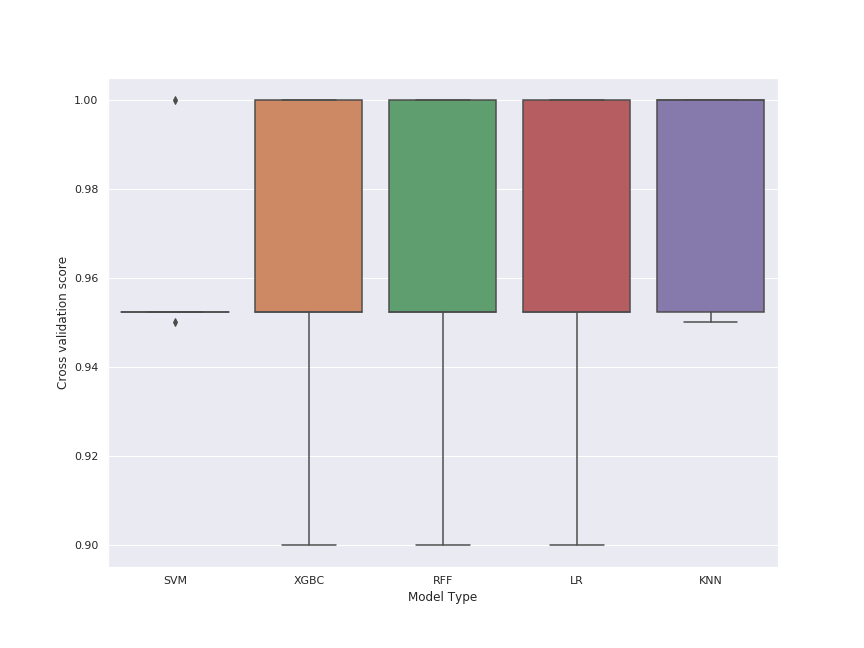 1.00
0.98
0.96
0.94
0.92
0.90
Cross validation score
SVM XGBC RFF LR KNN
Model Type